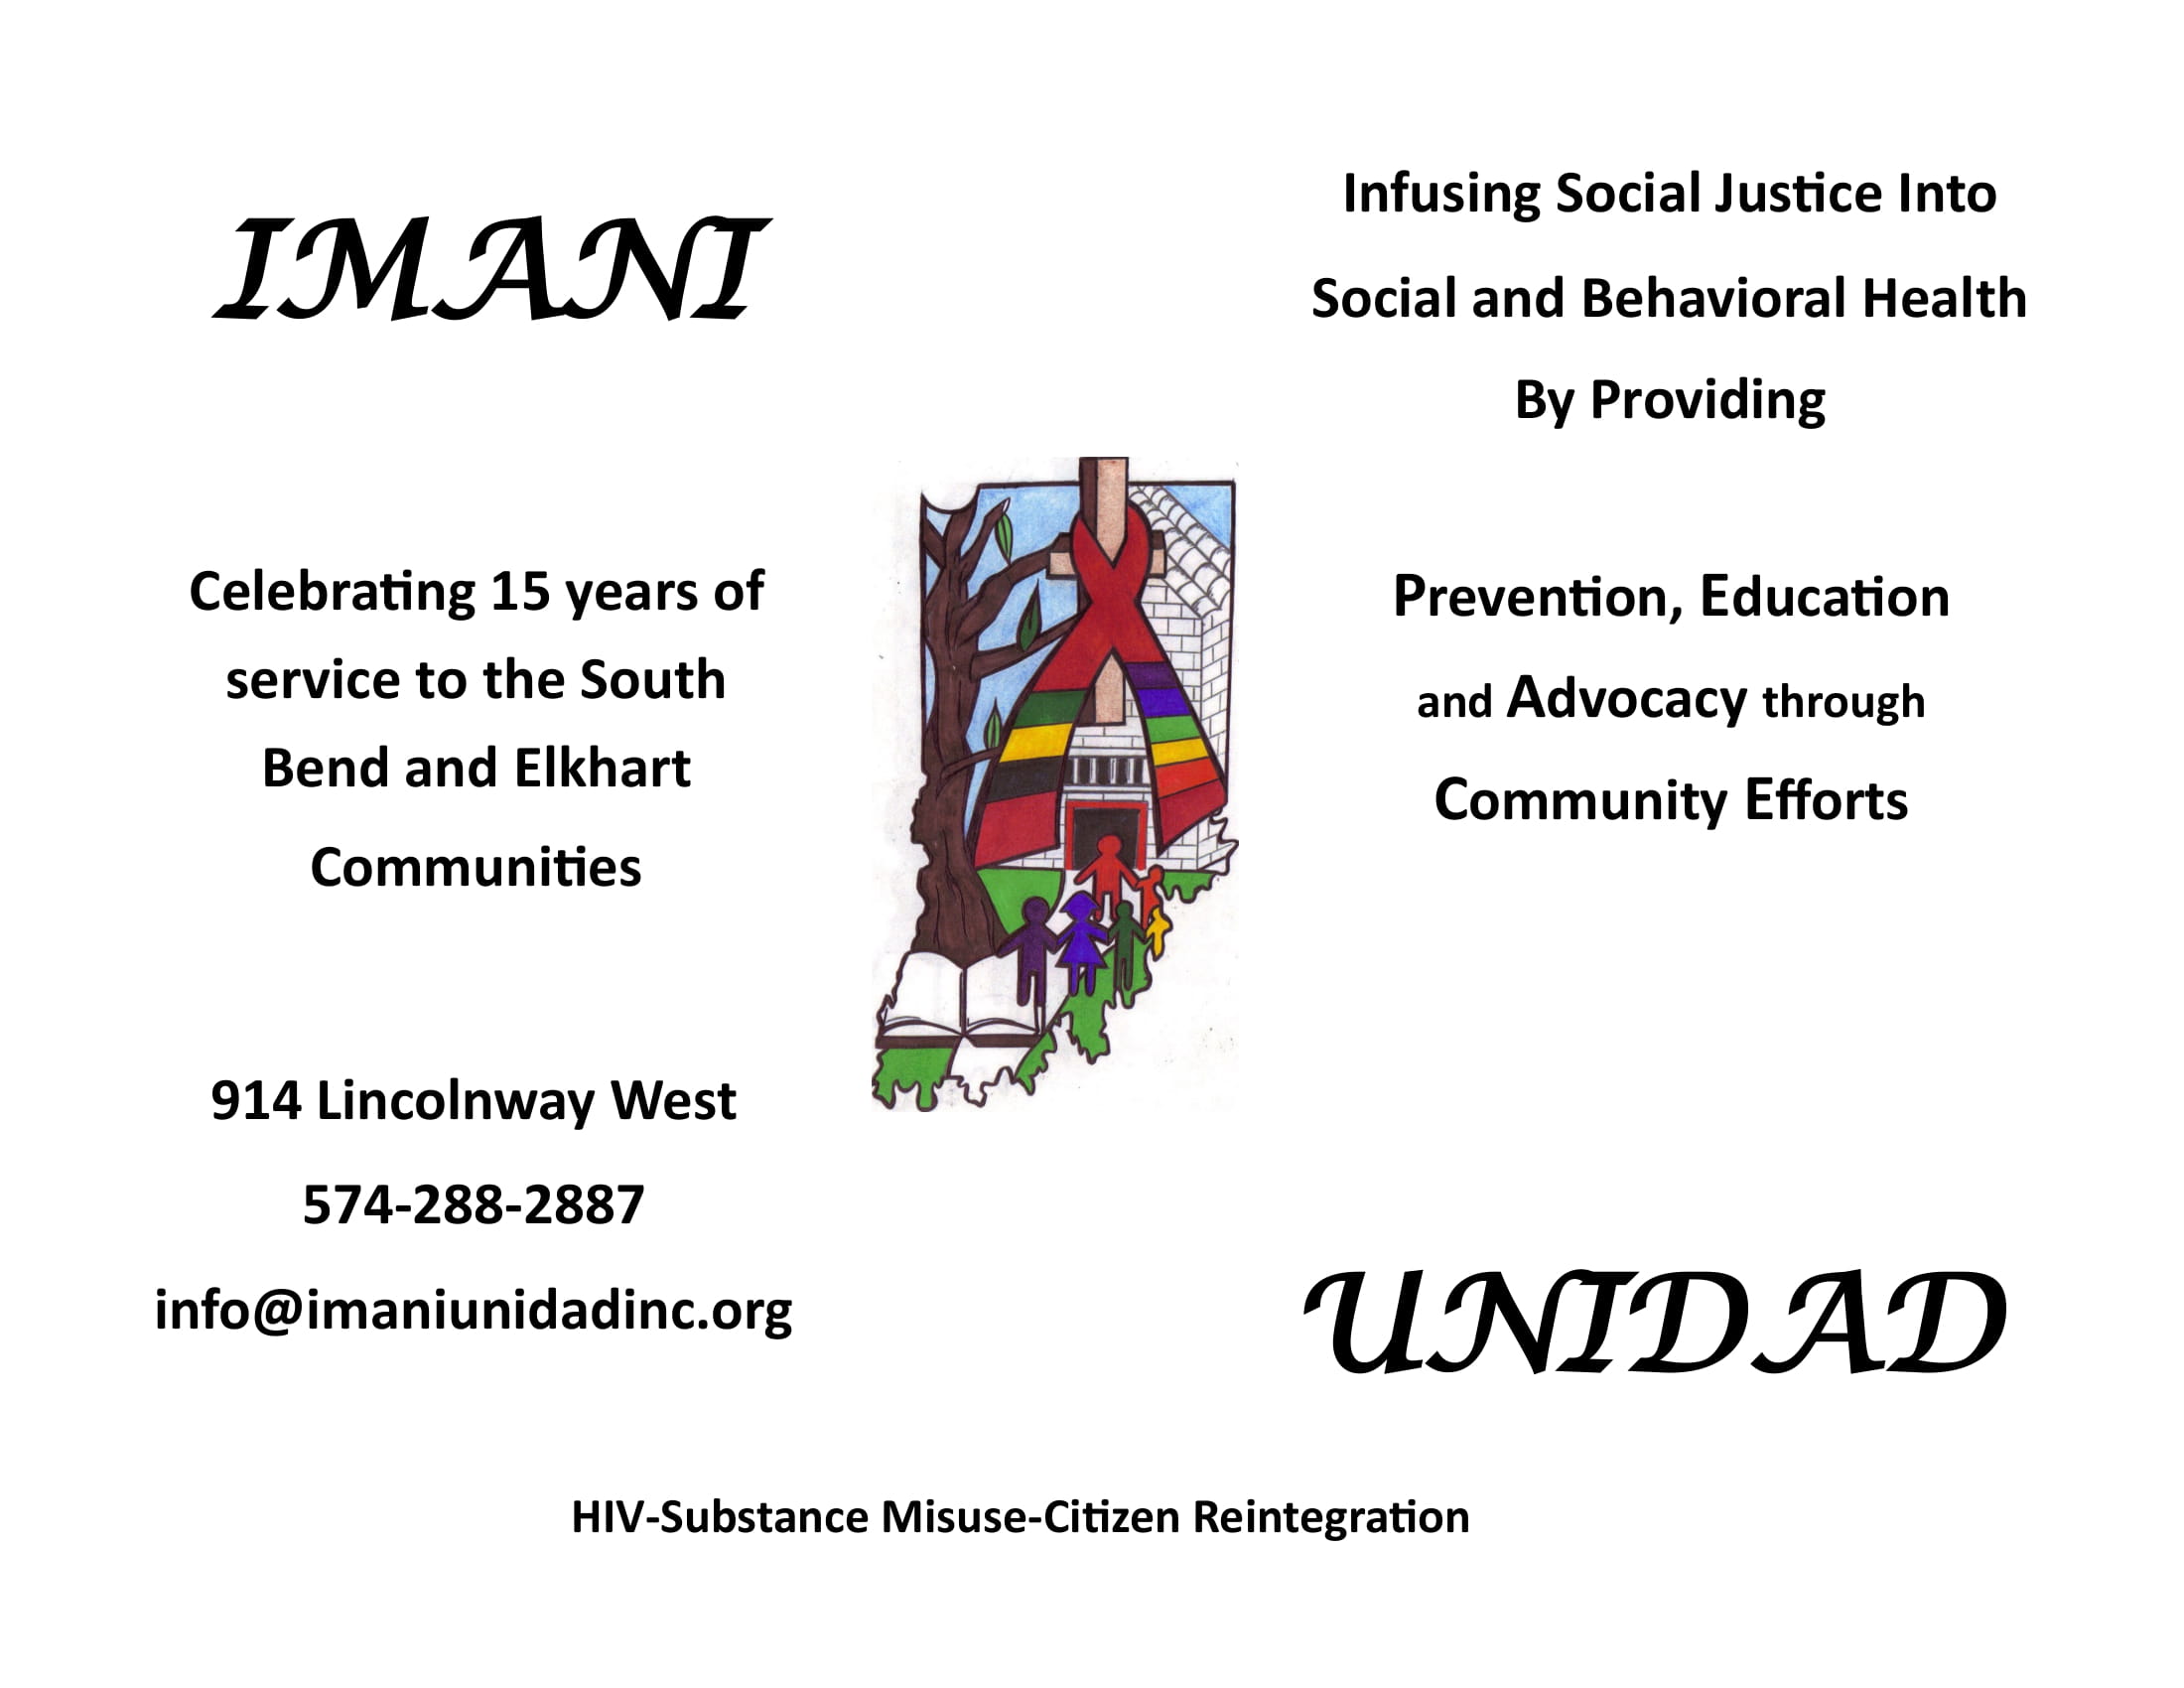 IMANI
Celebrating 15 years of
service to the South
Bend and Elkhart
Communities
914 Lincolnway West
574-288-2887
info@imaniunidadinc.org
Infusing Social Justice Into
Social and Behavioral Health
By Providing
Prevention, Education
and Advocacy through
Community Efforts
UNIDAD
HIV-Substance Misuse-Citizen Reintegration